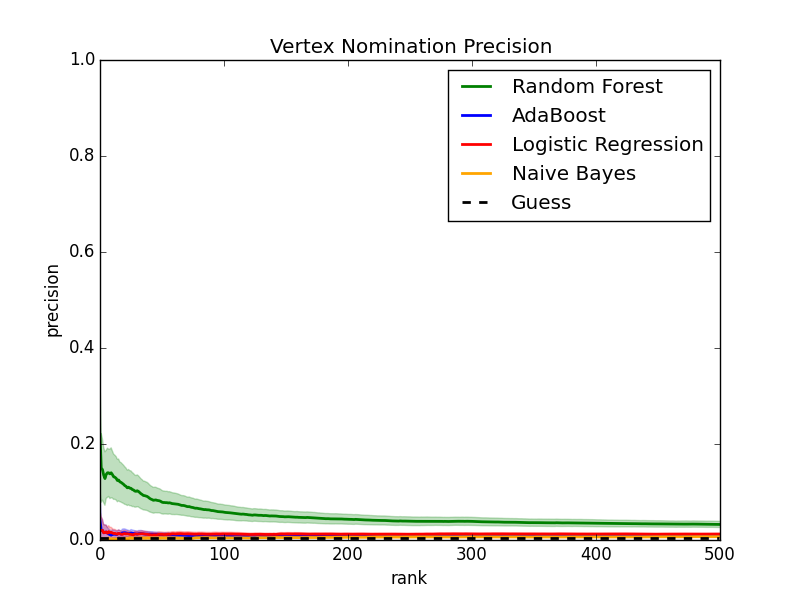 Vertex Nomination Precision
1.0
0.8
0.6
0.4
0.2
0.0
precision
Random Forest
AdaBoost
Logistic Regression
Naive Bayes
Guess
0 100 200 300 400 500
rank